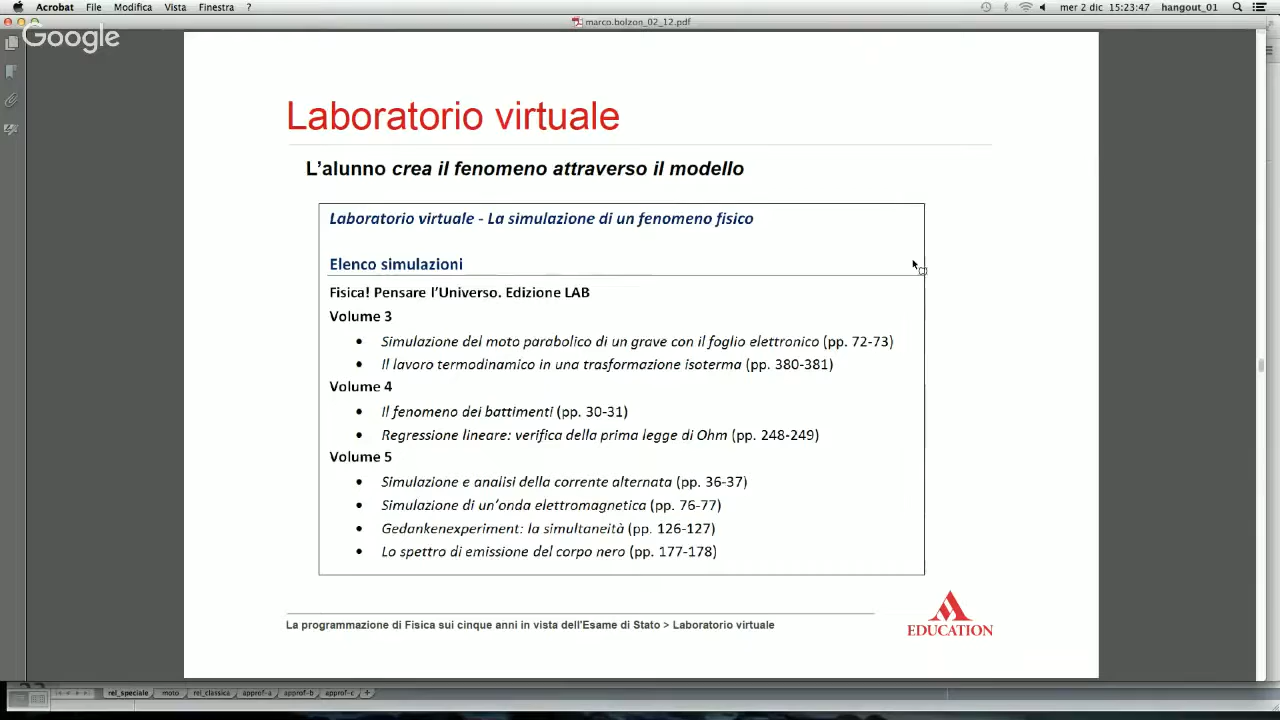 Acrobat File Modifica Vista Finestra ? mer 2 dic 15:23:47 hangout_01
marco.bolzon_02_12.pdf
Google
Laboratorio virtuale
L'alunno crea il fenomeno attraverso il modello
Laboratorio virtuale - La simulazione di un fenomeno fisico
Elenco simulazioni
Fisica! Pensare l'Universo. Edizione LAB
Volume 3
• Simulazione del moto parabolico di un grave con il foglio elettronico (pp. 72-73)
• Il lavoro termodinamico in una trasformazione isoterma (pp. 380-381)
Volume 4
• Il fenomeno dei battimenti (pp. 30-31)
• Regressione lineare: verifica della prima legge di Ohm (pp. 248-249)
Volume 5
• Simulazione e analisi della corrente alternata (pp. 36-37)
• Simulazione di un'onda elettromagnetica (pp. 76-77)
• Gedankenexperiment: la simultaneità (pp. 126-127)
• Lo spettro di emissione del corpo nero (pp. 177-178)
La programmazione di Fisica sui cinque anni in vista dell'Esame di Stato > Laboratorio virtuale
EDUCATION
rel_speciale moto rel_classica approf-a approf-b approf-c +